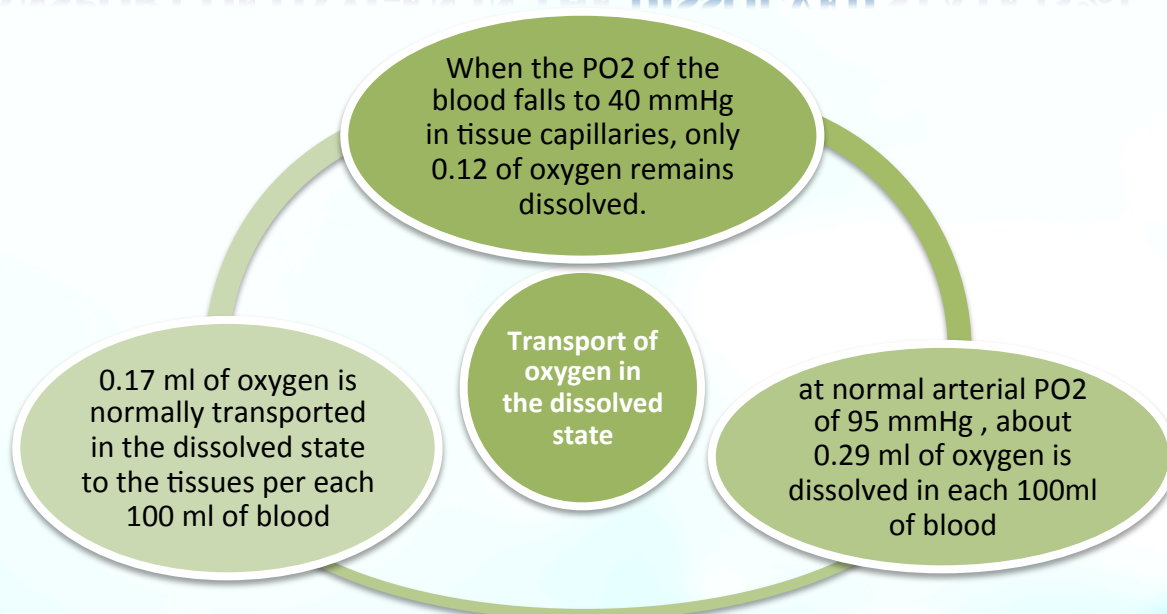 When the PO2 of the
blood falls to 40 mmHg
in tissue capillaries, only
0.12 of oxygen remains
dissolved.
Transport of
oxygen in
the dissolved
state
0.17 ml of oxygen is
normally transported
in the dissolved state
to the tissues per each
100 ml of blood
at normal arterial PO2
of 95 mmHg , about
0.29 ml of oxygen is
dissolved in each 100ml
of blood